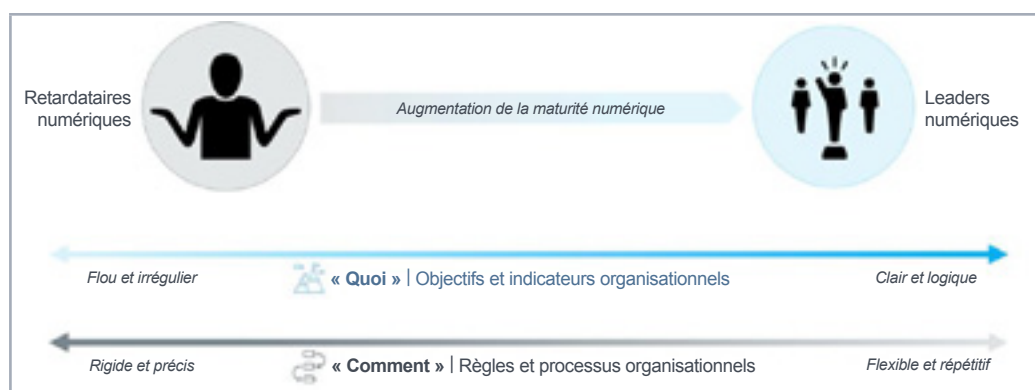 Retardataires
numériques
Augmentation de la maturité numérique
Leaders
numériques
Flou et irrégulier
« Quoi » | Objectifs et indicateurs organisationnels
Clair et logique
Rigide et précis
« Comment » | Règles et processus organisationnels
Flexible et répétitif